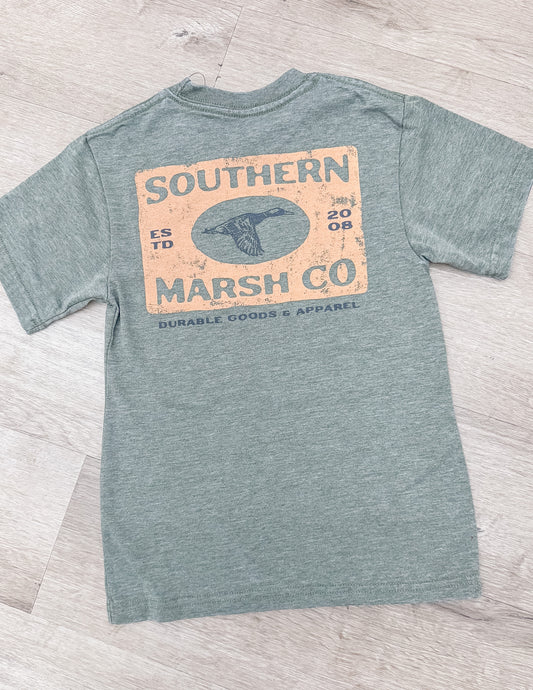 SOUTHERN
ES
TD
20
08
MARSH CO
DURABLE GOODS & APPAREL